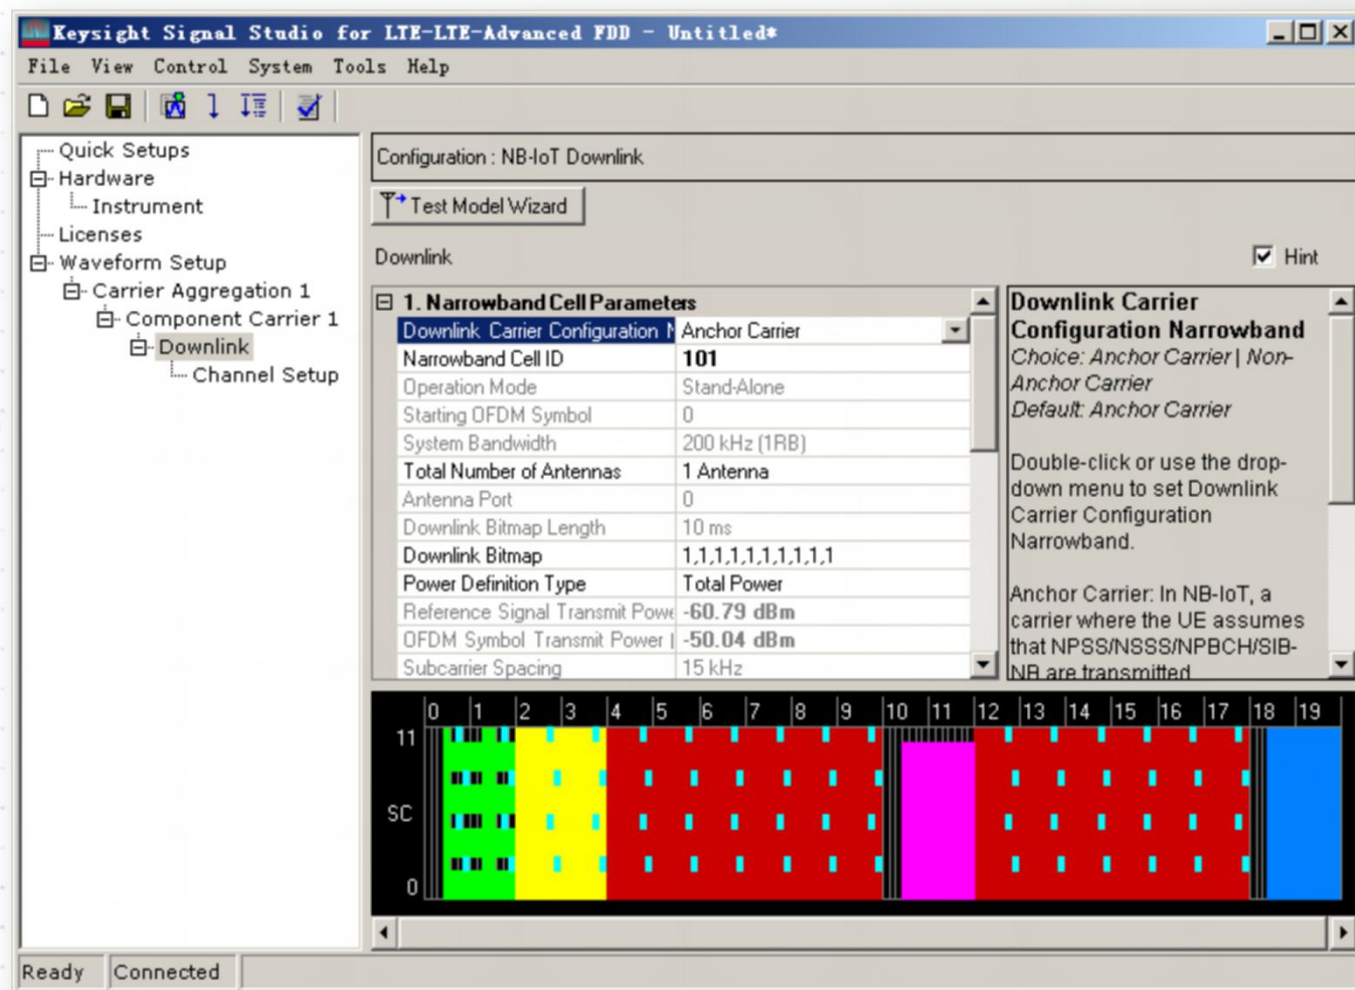 Keysight Signal Studio for LTE-LTE-Advanced FDD - Untitled*
File View Control System Tools Help
Quick Setups
Hardware
Instrument
Licenses
Waveform Setup
Carrier Aggregation 1
Component Carrier 1
Downlink
Channel Setup
Configuration : NB-IoT Downlink
Test Model Wizard
Downlink
Hint
1. Narrowband Cell Parameters
Downlink Carrier Configuration N Anchor Carrier
Narrowband Cell ID 101
Operation Mode Stand-Alone
Starting OFDM Symbol 0
System Bandwidth 200 kHz (1RB)
Total Number of Antennas 1 Antenna
Antenna Port 0
Downlink Bitmap Length 10 ms
Downlink Bitmap 1,1,1,1,1,1,1,1,1,1
Power Definition Type Total Power
Reference Signal Transmit Powe -60.79 dBm
OFDM Symbol Transmit Power -50.04 dBm
Subcarrier Spacing 15 kHz
Downlink Carrier
Configuration Narrowband
Choice: Anchor Carrier | Non-
Anchor Carrier
Default: Anchor Carrier
Double-click or use the drop-
down menu to set Downlink
Carrier Configuration
Narrowband.
Anchor Carrier: In NB-IoT, a
carrier where the UE assumes
that NPSS/NSSS/NPBCH/SIB-
NB are transmitted
0 1 2 3 4 5 6 7 8 9 10 11 12 13 14 15 16 17 18 19
11
SC
0
Ready Connected